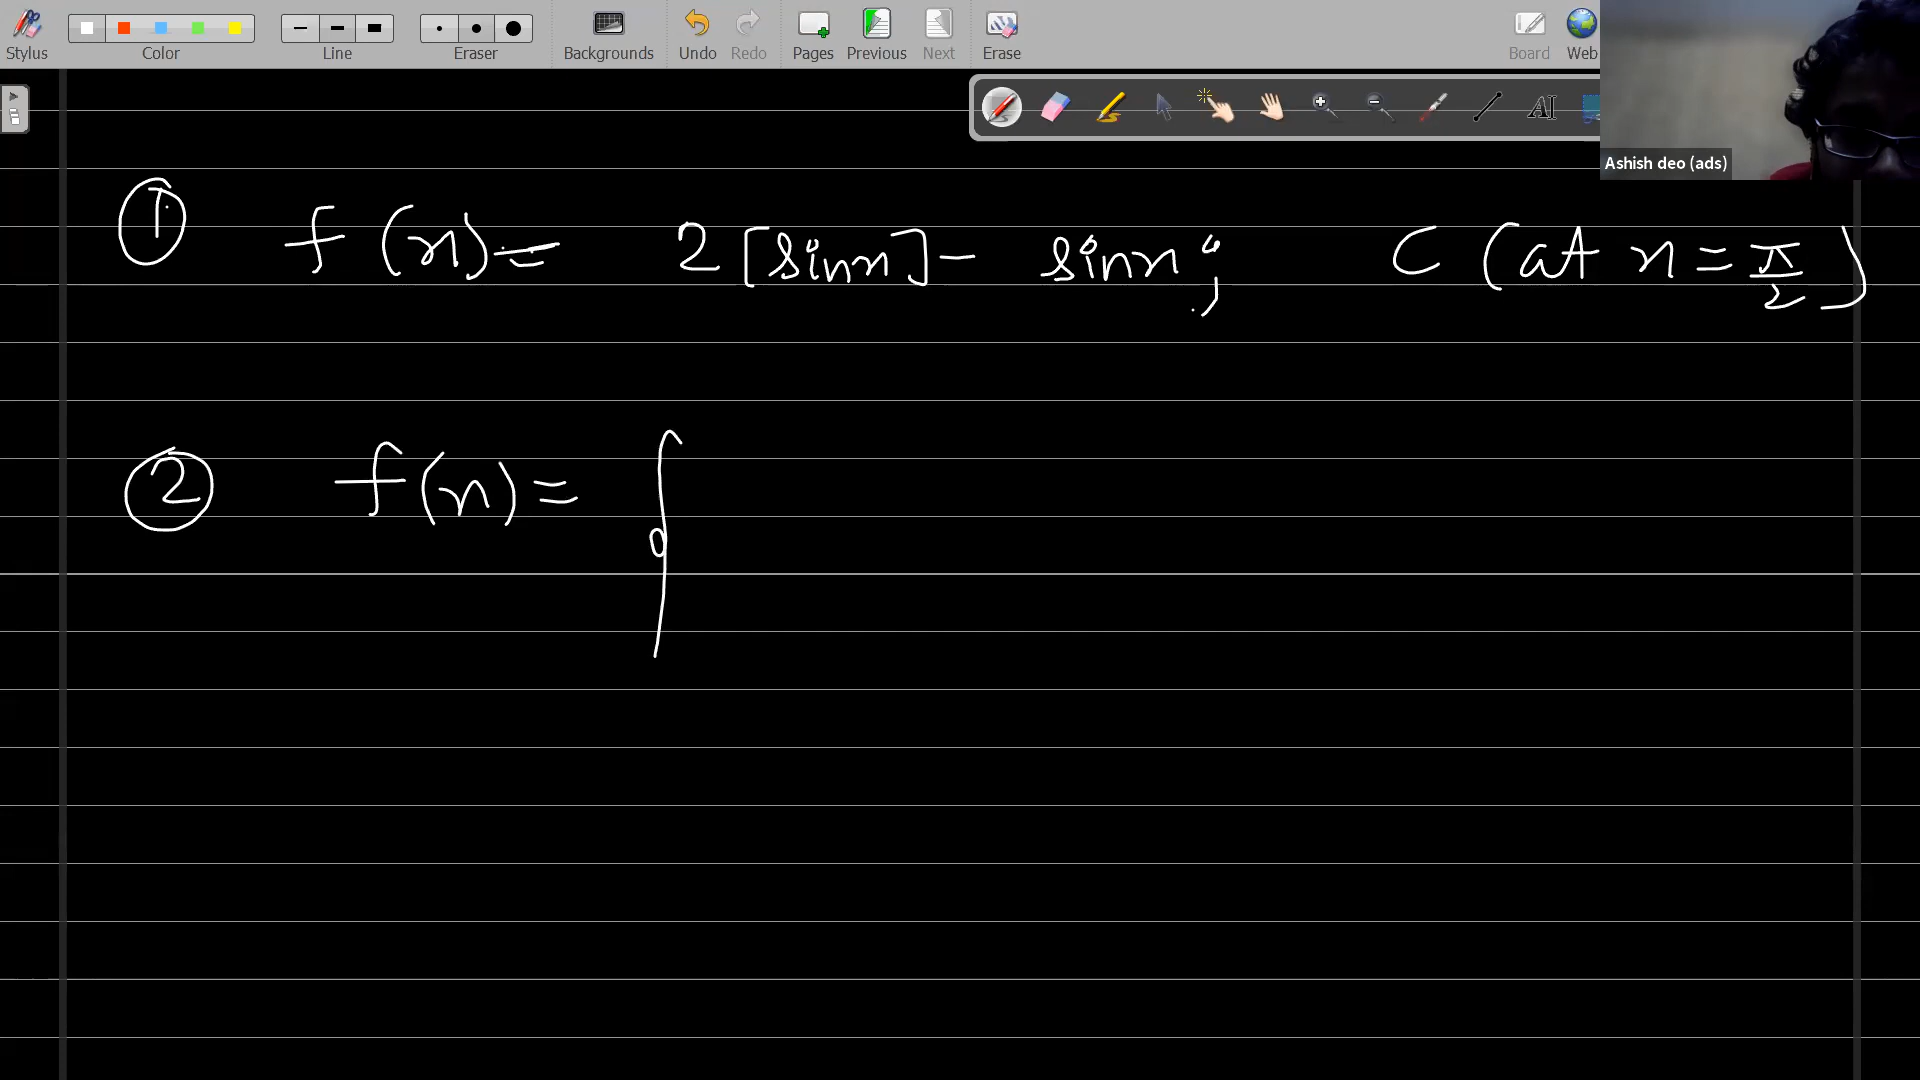 Stylus Color Line Eraser Backgrounds Undo Redo Pages Previous Next Erase Board Web
AI
Ashish deo (ads)
① f(x) = 2[sinx] - sinx ; C (at x = π/2)
② f(x) = {